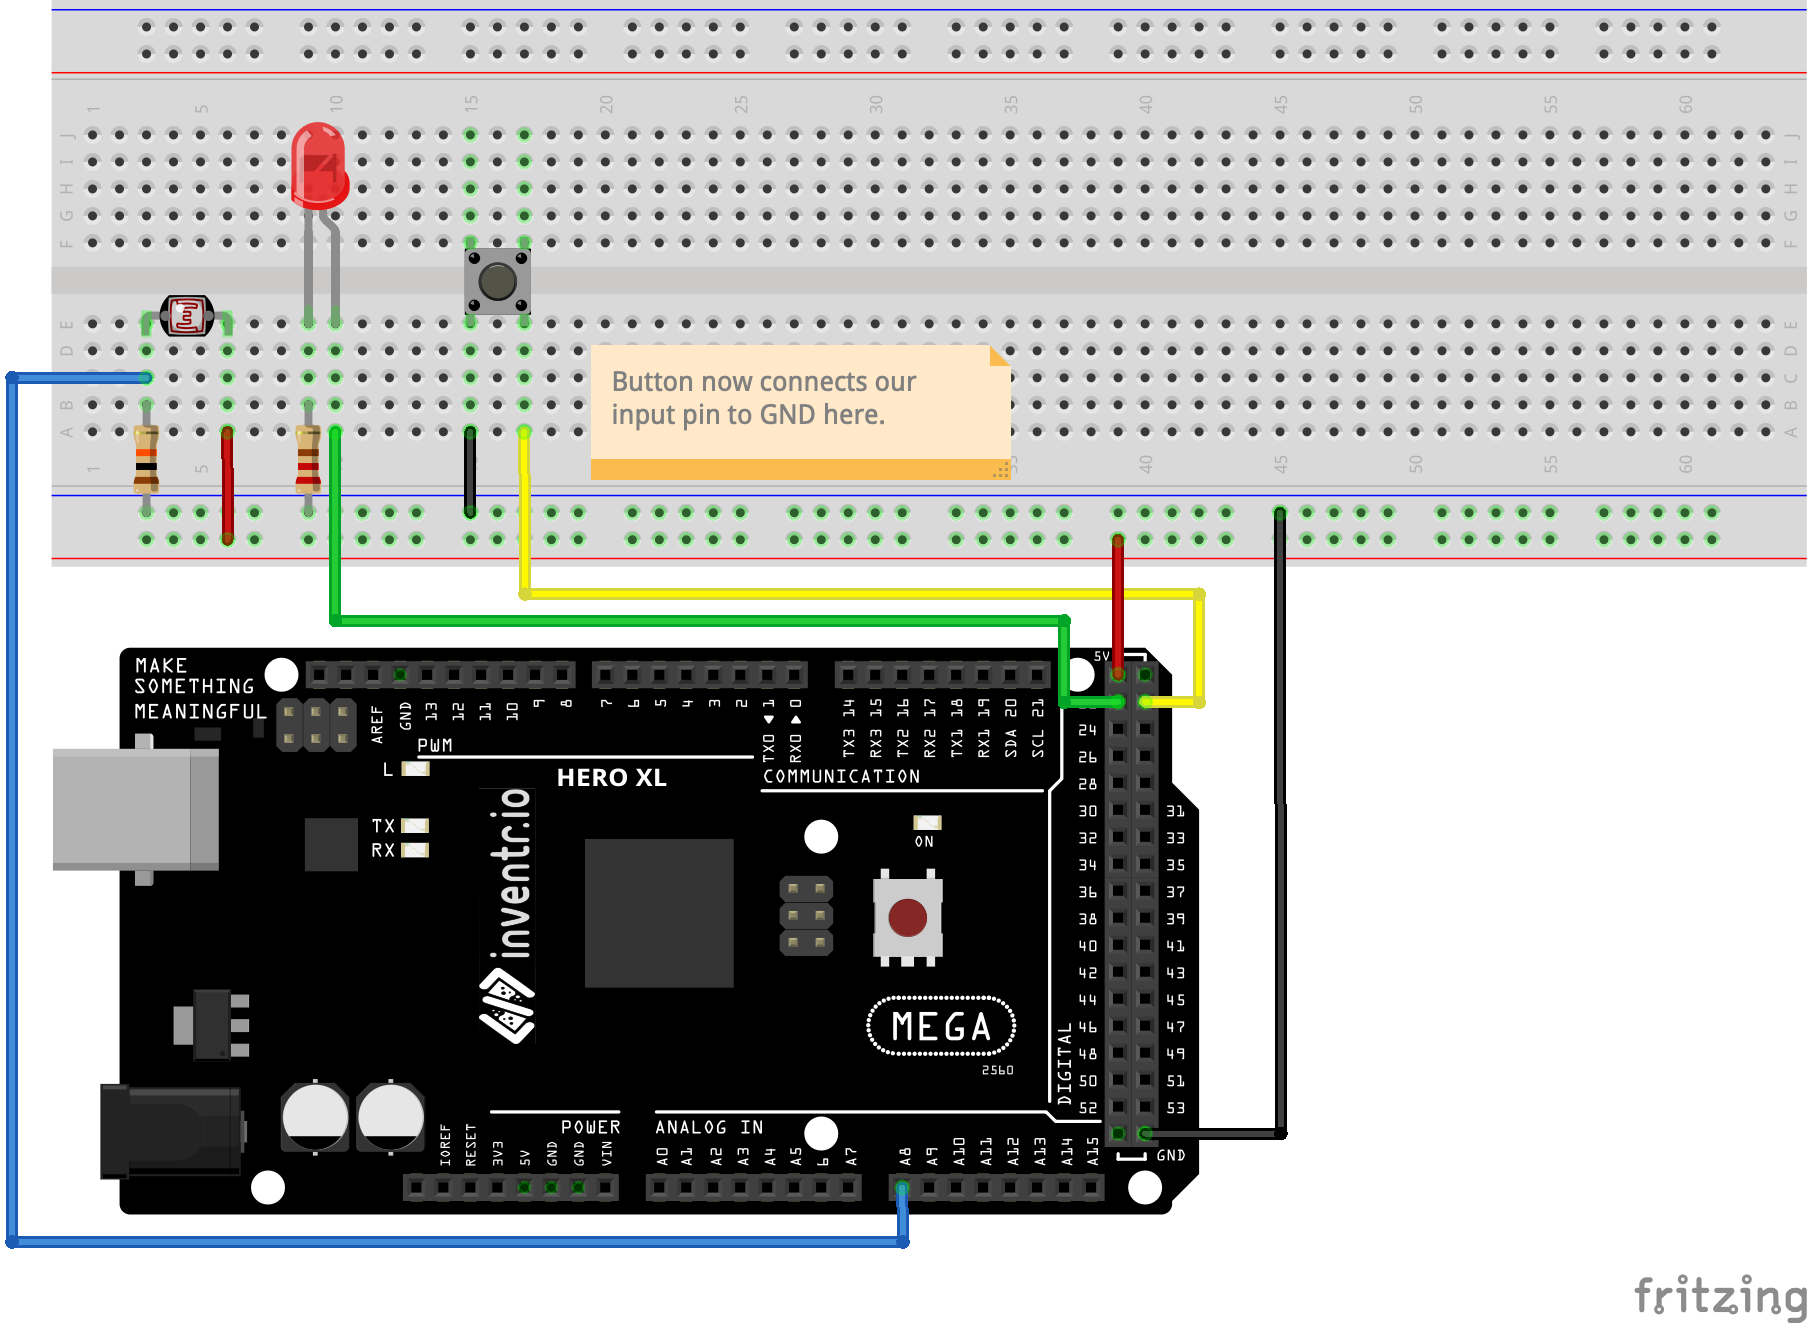 1 5 10 15 20 25 30 35 40 45 50 55 60
J J
I I
H H
G G
F F
E E
D D
C C
B B
A A
Button now connects our
input pin to GND here.
1 5 40 45 50 55 60
MAKE
SOMETHING
MEANINGFUL
5V
AREF GND 13 12 11 10 9 8 7 6 5 4 3 2 TX0 1 RX0 0 TX3 14 RX3 15 TX2 16 RX2 17 TX1 18 RX1 19 SDA 20 SCL 21
PWM
L
HERO XL
COMMUNICATION
TX
RX
ON
inventr.io
MEGA
2560
DIGITAL
24
26
28
30 31
32 33
34 35
36 37
38 39
40 41
42 43
44 45
46 47
48 49
50 51
52 53
GND
POWER
ANALOG IN
IOREF RESET 3V3 5V GND GND VIN A0 A1 A2 A3 A4 A5 6 A7 A8 A9 A10 A11 A12 A13 A14 A15
fritzing